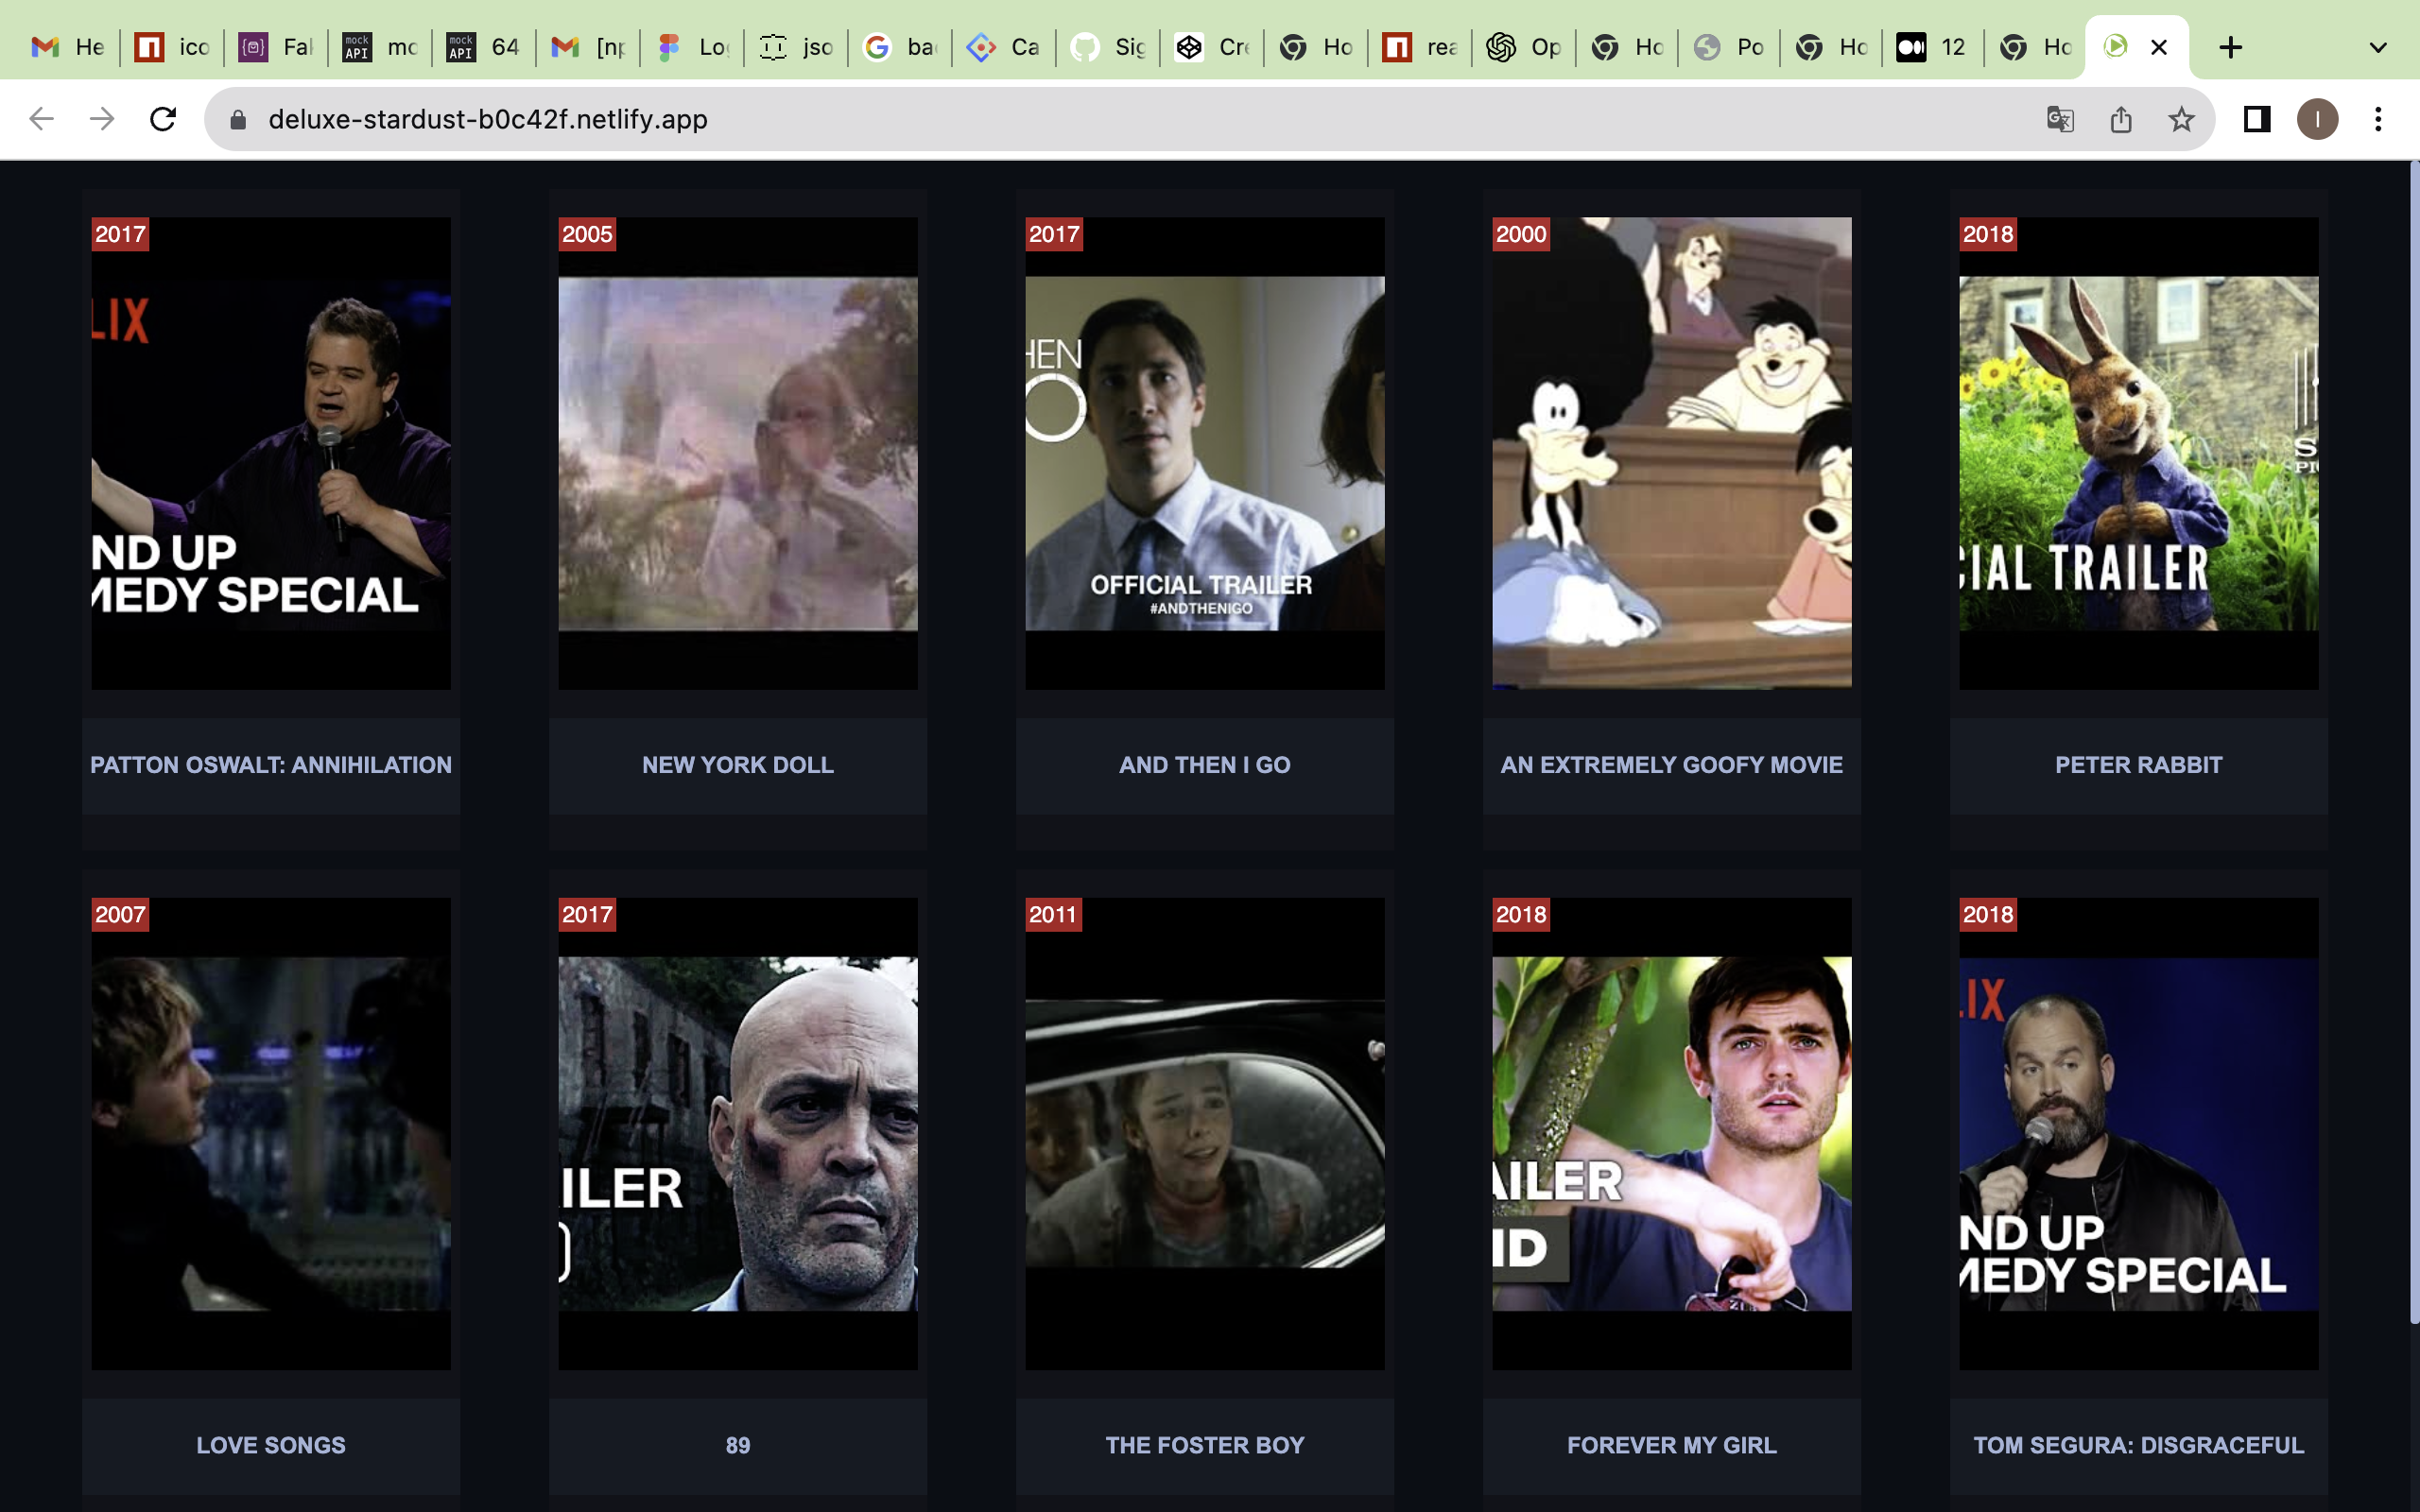 He
ico
Fal
mock API
mc
mock API
64
[np
Lo
jso
G
ba
Ca
Sig
Cre
Ho
rea
Op
Ho
Po
Ho
12
Ho
deluxe-stardust-b0c42f.netlify.app
I
2017
LIX
ND UP
MEDY SPECIAL
2005
2017
HEN
O
OFFICIAL TRAILER
#ANDTHENIGO
2000
2018
CIAL TRAILER
PATTON OSWALT: ANNIHILATION
NEW YORK DOLL
AND THEN I GO
AN EXTREMELY GOOFY MOVIE
PETER RABBIT
2007
2017
ILER
2011
2018
AILER
ID
2018
LIX
ND UP
MEDY SPECIAL
LOVE SONGS
89
THE FOSTER BOY
FOREVER MY GIRL
TOM SEGURA: DISGRACEFUL